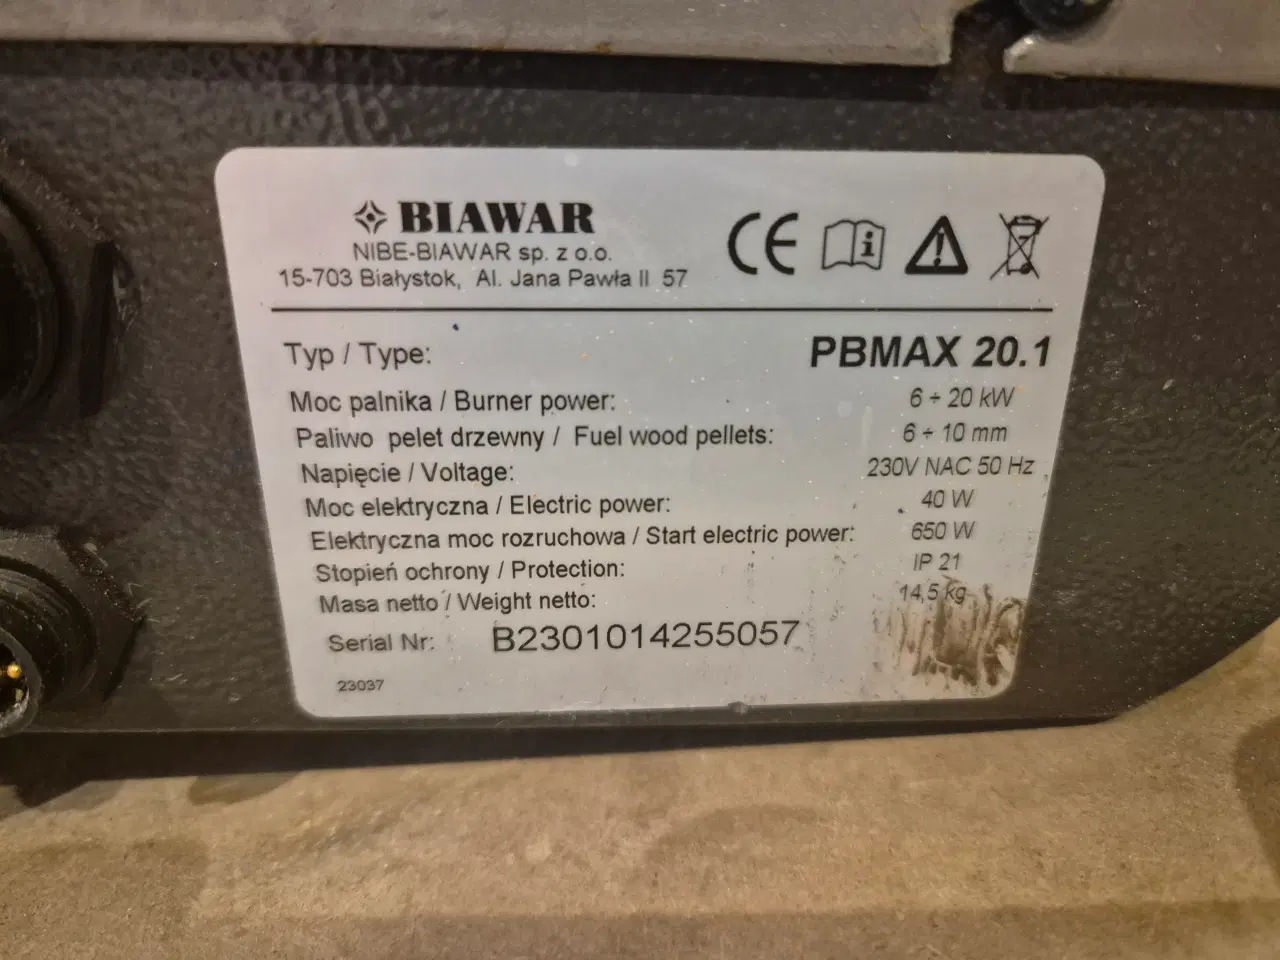 BIAWAR
NIBE-BIAWAR sp. z o.o.
15-703 Białystok, Al. Jana Pawła II 57
CE
Typ / Type: PBMAX 20.1
Moc palnika / Burner power: 6 ÷ 20 kW
Paliwo pelet drzewny / Fuel wood pellets: 6 ÷ 10 mm
Napięcie / Voltage: 230V NAC 50 Hz
Moc elektryczna / Electric power: 40 W
Elektryczna moc rozruchowa / Start electric power: 650 W
Stopień ochrony / Protection: IP 21
Masa netto / Weight netto: 14,5 kg
Serial Nr: B2301014255057
23037